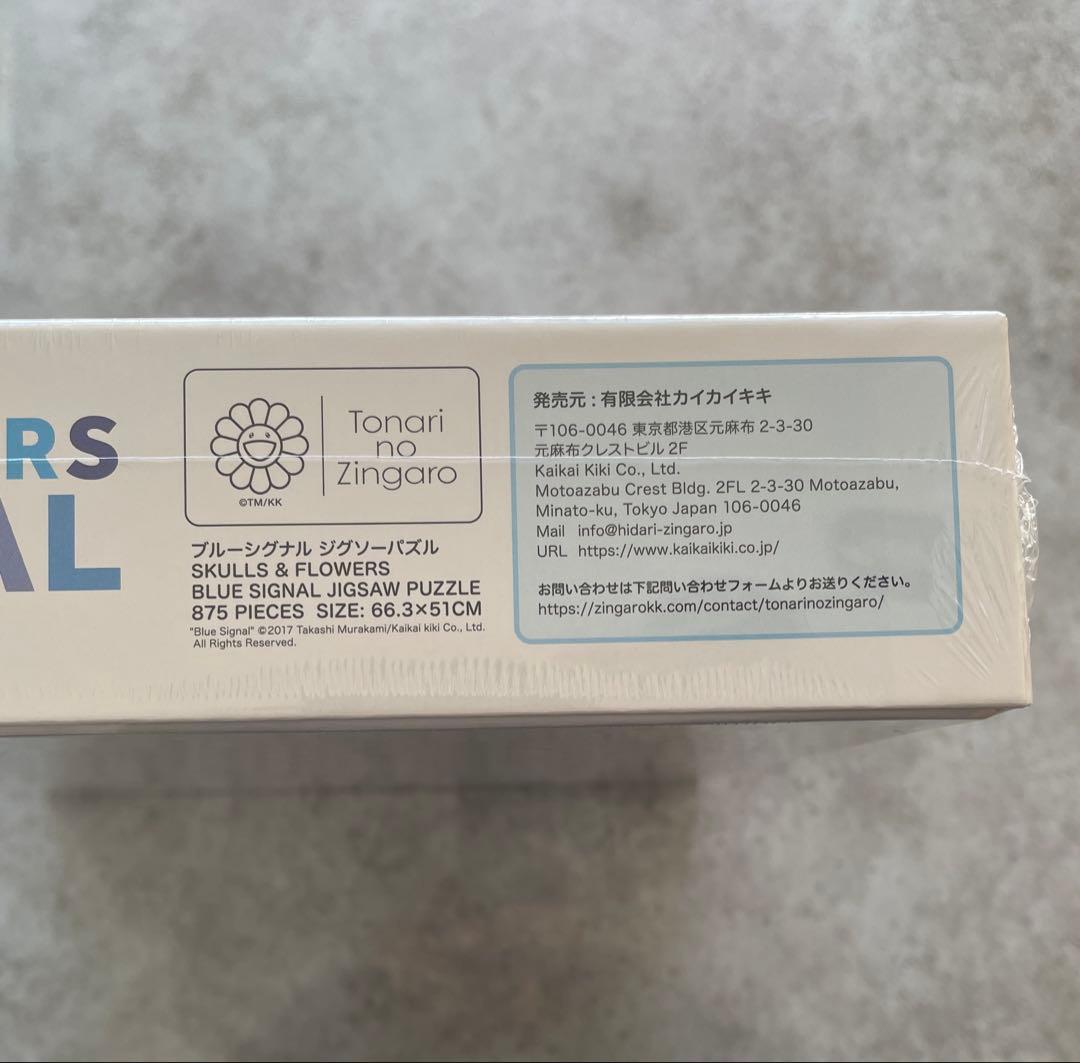 RS
AL
Tonari
no
Zingaro
©TM/KK
ブルーシグナル ジグソーパズル
SKULLS & FLOWERS
BLUE SIGNAL JIGSAW PUZZLE
875 PIECES SIZE: 66.3×51CM
"Blue Signal" ©2017 Takashi Murakami/Kaikai kiki Co., Ltd.
All Rights Reserved.
発売元 : 有限会社カイカイキキ
〒106-0046 東京都港区元麻布 2-3-30
元麻布クレストビル 2F
Kaikai Kiki Co., Ltd.
Motoazabu Crest Bldg. 2FL 2-3-30 Motoazabu,
Minato-ku, Tokyo Japan 106-0046
Mail info@hidari-zingaro.jp
URL https://www.kaikaikiki.co.jp/
お問い合わせは下記問い合わせフォームよりお送りください。
https://zingarokk.com/contact/tonarinozingaro/